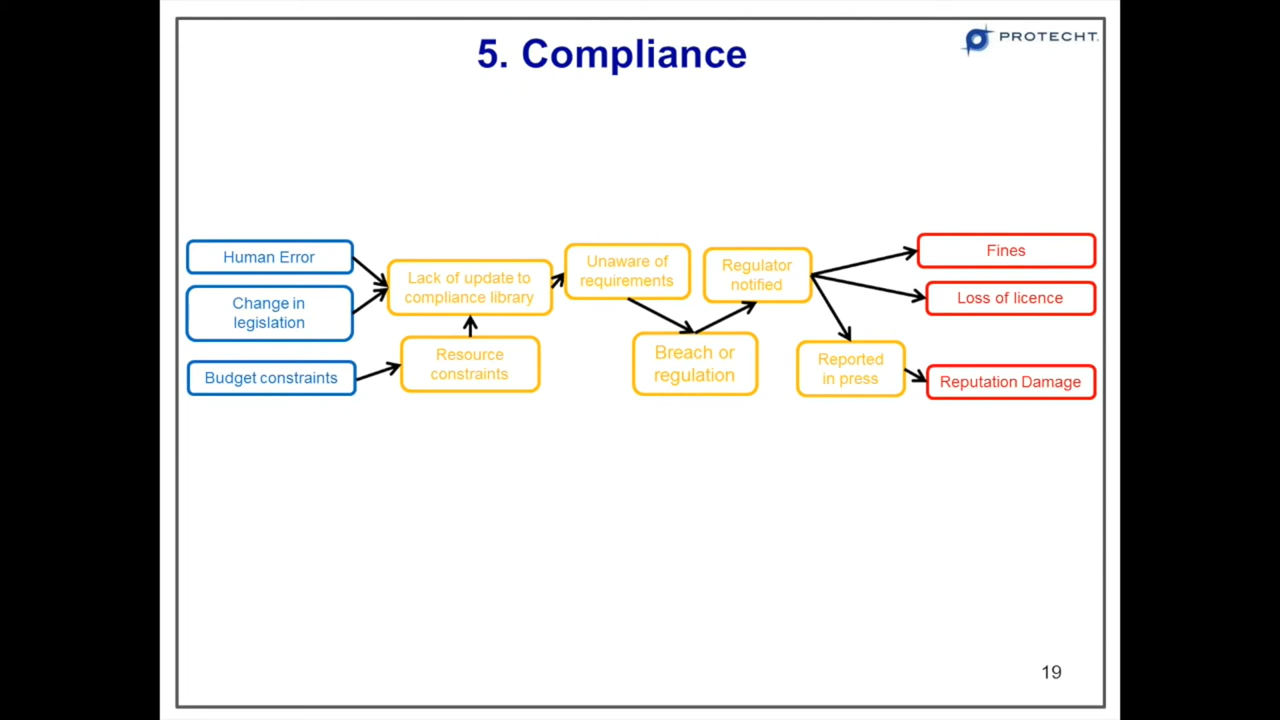 5. Compliance
PROTECHT
Human Error
Change in
legislation
Budget constraints
Lack of update to
compliance library
Resource
constraints
Unaware of
requirements
Breach or
regulation
Regulator
notified
Reported
in press
Fines
Loss of licence
Reputation Damage
19